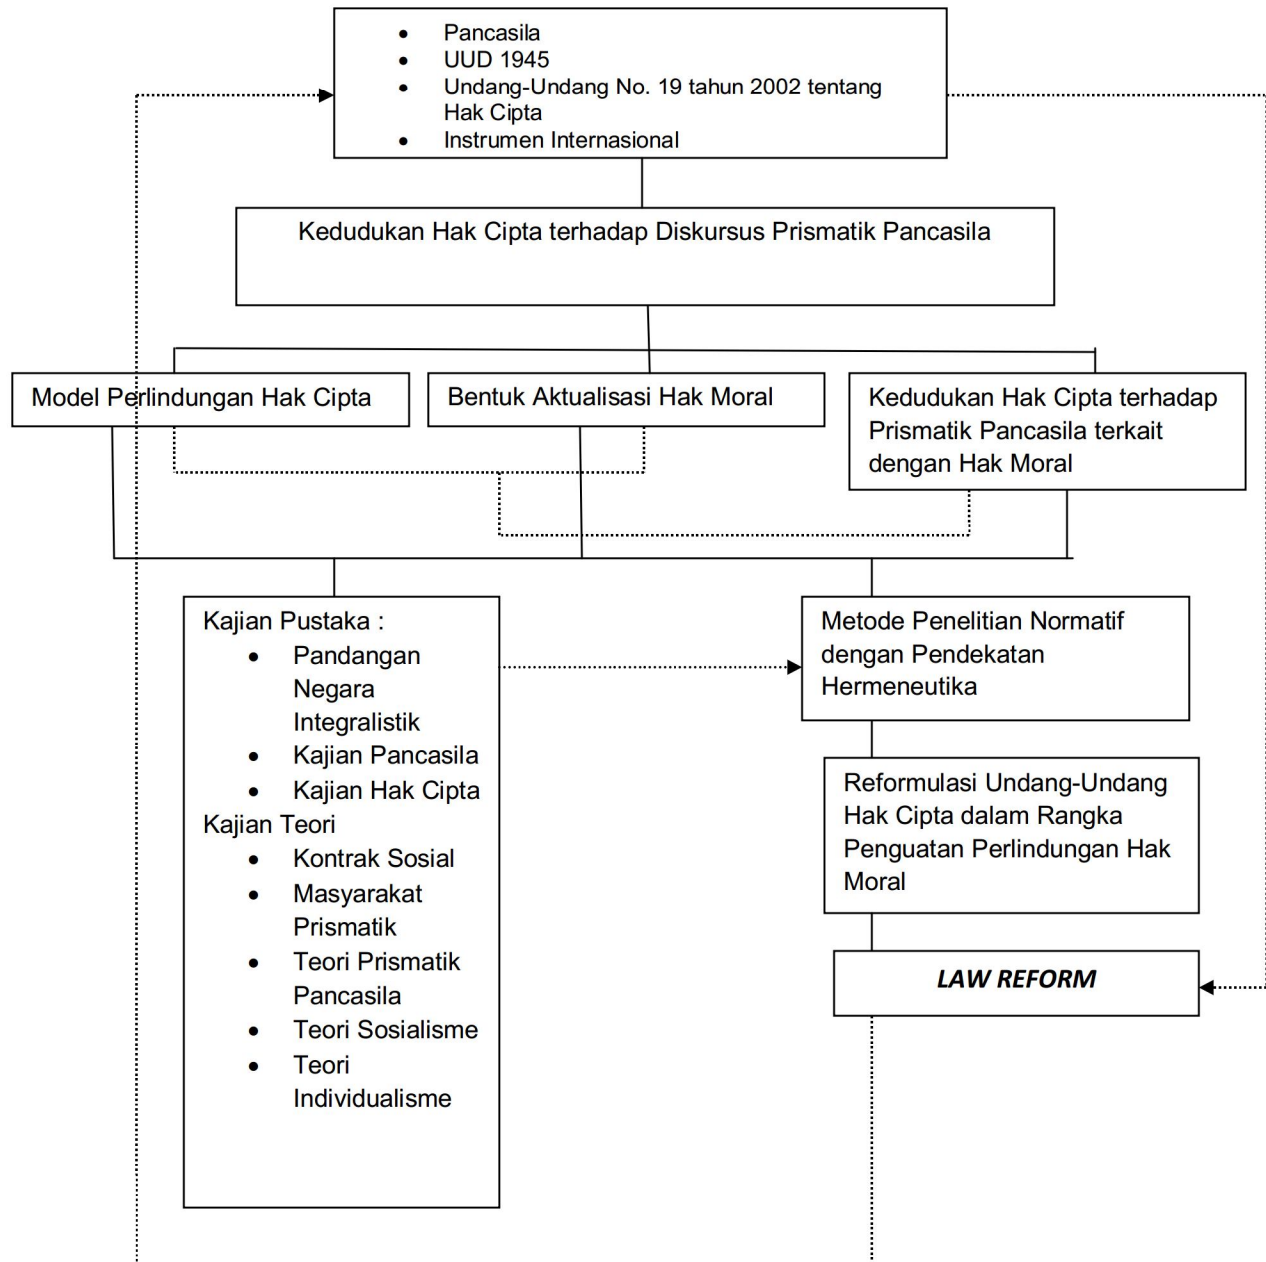 • Pancasila
• UUD 1945
• Undang-Undang No. 19 tahun 2002 tentang
Hak Cipta
• Instrumen Internasional
Kedudukan Hak Cipta terhadap Diskursus Prismatik Pancasila
Model Perlindungan Hak Cipta
Bentuk Aktualisasi Hak Moral
Kedudukan Hak Cipta terhadap
Prismatik Pancasila terkait
dengan Hak Moral
Kajian Pustaka :
• Pandangan
Negara
Integralistik
• Kajian Pancasila
• Kajian Hak Cipta
Kajian Teori
• Kontrak Sosial
• Masyarakat
Prismatik
• Teori Prismatik
Pancasila
• Teori Sosialisme
• Teori
Individualisme
Metode Penelitian Normatif
dengan Pendekatan
Hermeneutika
Reformulasi Undang-Undang
Hak Cipta dalam Rangka
Penguatan Perlindungan Hak
Moral
LAW REFORM